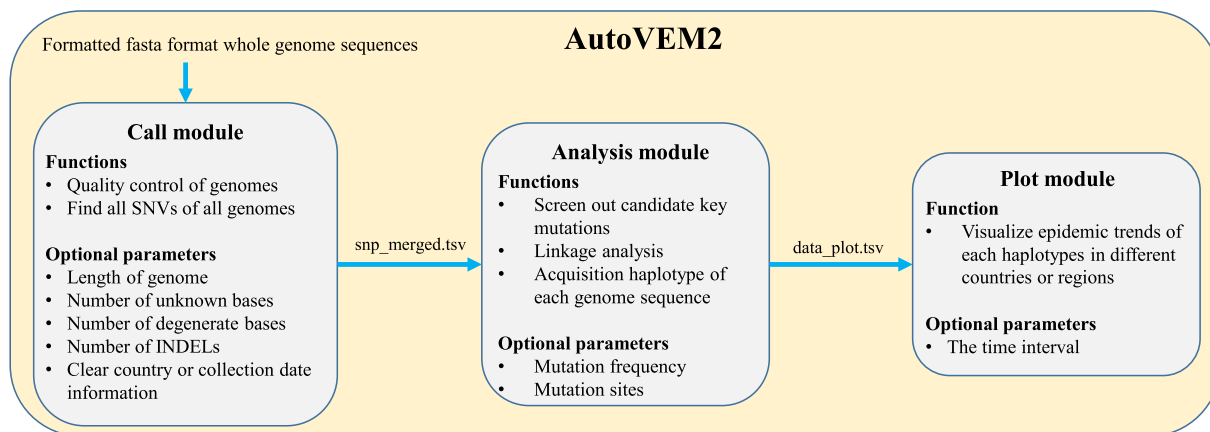 AutoVEM2
Formatted fasta format whole genome sequences
Call module
Functions
• Quality control of genomes
• Find all SNVs of all genomes
Optional parameters
• Length of genome
• Number of unknown bases
• Number of degenerate bases
• Number of INDELs
• Clear country or collection date
information
snp_merged.tsv
Analysis module
Functions
• Screen out candidate key
mutations
• Linkage analysis
• Acquisition haplotype of
each genome sequence
Optional parameters
• Mutation frequency
• Mutation sites
data_plot.tsv
Plot module
Function
• Visualize epidemic trends of
each haplotypes in different
countries or regions
Optional parameters
• The time interval